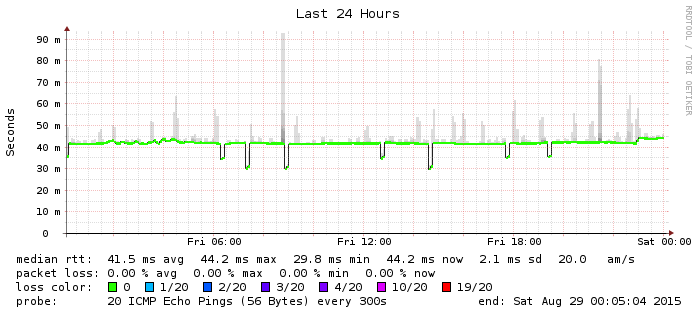 Last 24 Hours
RRDTOOL / TOBI OETIKER
Seconds
90 m
80 m
70 m
60 m
50 m
40 m
30 m
20 m
10 m
0
Fri 06:00 Fri 12:00 Fri 18:00 Sat 00:00
median rtt: 41.5 ms avg 44.2 ms max 29.8 ms min 44.2 ms now 2.1 ms sd 20.0 am/s
packet loss: 0.00 % avg 0.00 % max 0.00 % min 0.00 % now
loss color: 0 1/20 2/20 3/20 4/20 10/20 19/20
probe: 20 ICMP Echo Pings (56 Bytes) every 300s end: Sat Aug 29 00:05:04 2015